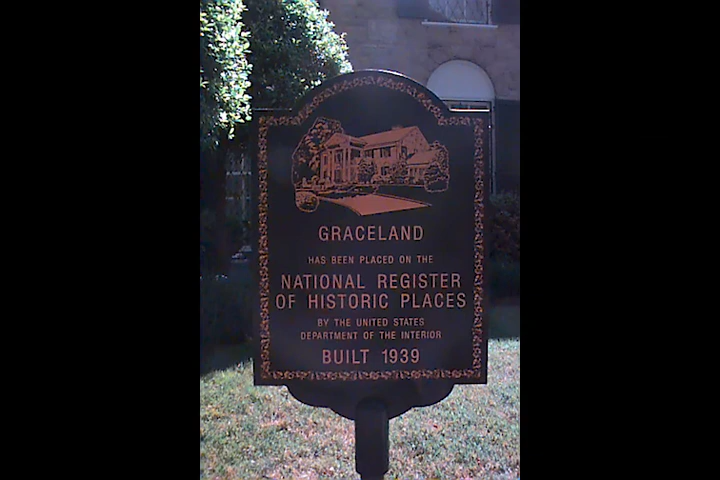 GRACELAND
HAS BEEN PLACED ON THE
NATIONAL REGISTER
OF HISTORIC PLACES
BY THE UNITED STATES
DEPARTMENT OF THE INTERIOR
BUILT 1939